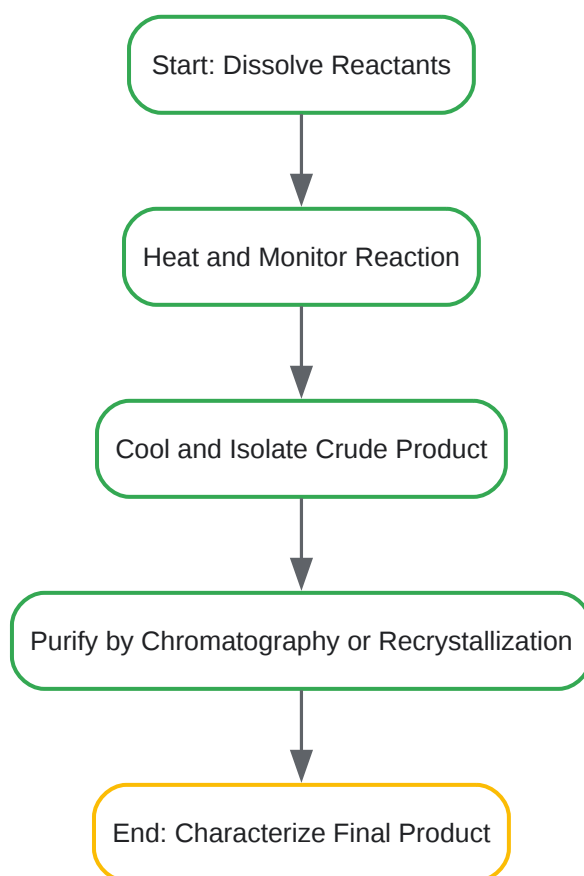 Start: Dissolve Reactants
Heat and Monitor Reaction
Cool and Isolate Crude Product
Purify by Chromatography or Recrystallization
End: Characterize Final Product